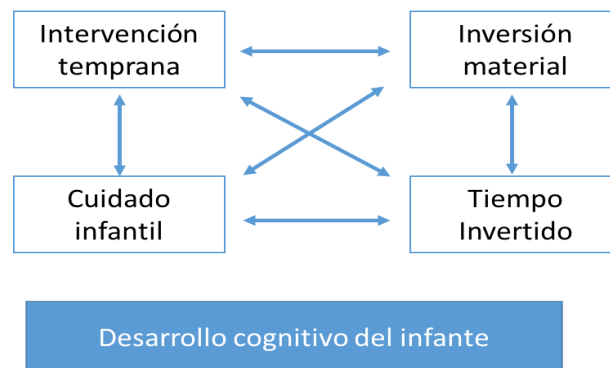 Intervención
temprana
Inversión
material
Cuidado
infantil
Tiempo
Invertido
Desarrollo cognitivo del infante